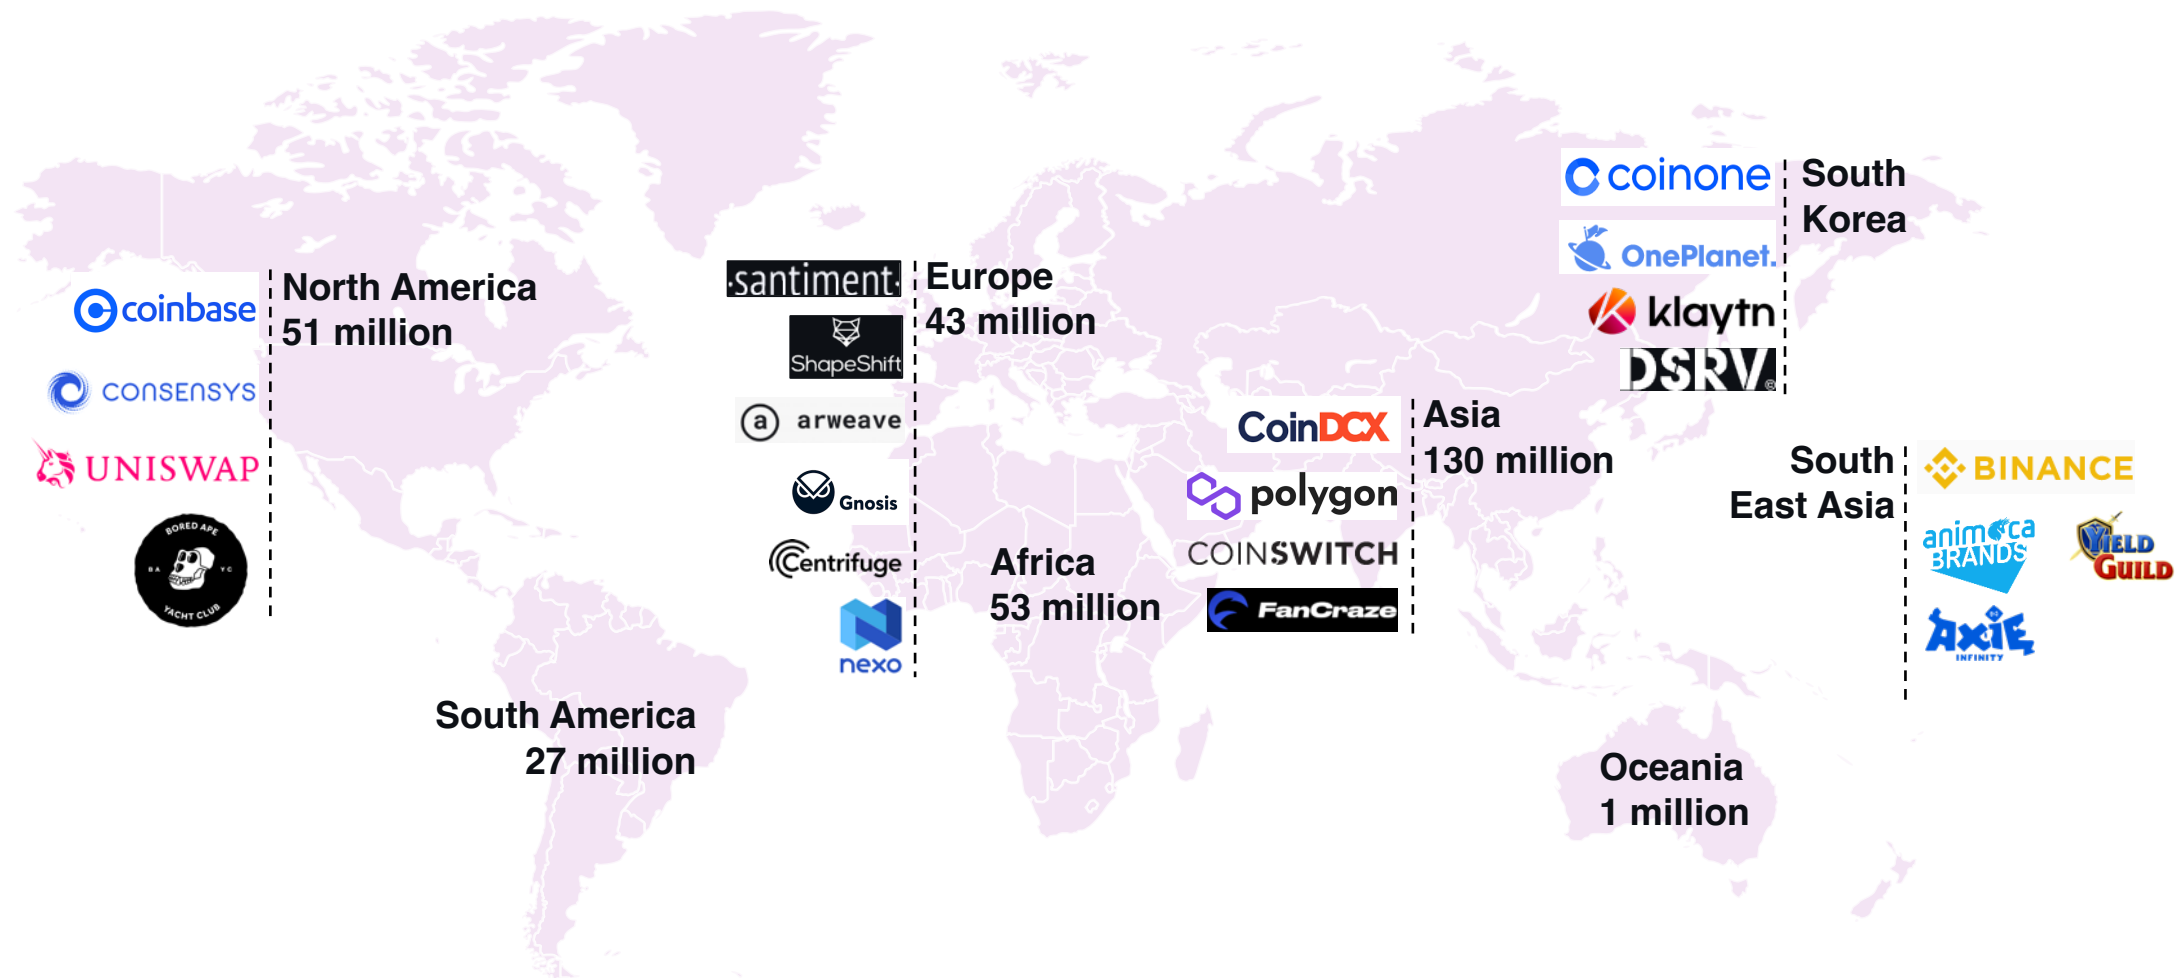 coinbase
CONSENSYS
UNISWAP
BORED APE
BA YC
YACHT CLUB
North America
51 million
South America
27 million
·santiment·
ShapeShift
a arweave
Gnosis
Centrifuge
nexo
Europe
43 million
Africa
53 million
CoinDCX
polygon
COINSWITCH
FanCraze
Asia
130 million
coinone
OnePlanet.
klaytn
DSRV®
South
Korea
South
East Asia
BINANCE
animoca
BRANDS
YIELD
GUILD
AXIE
INFINITY
Oceania
1 million